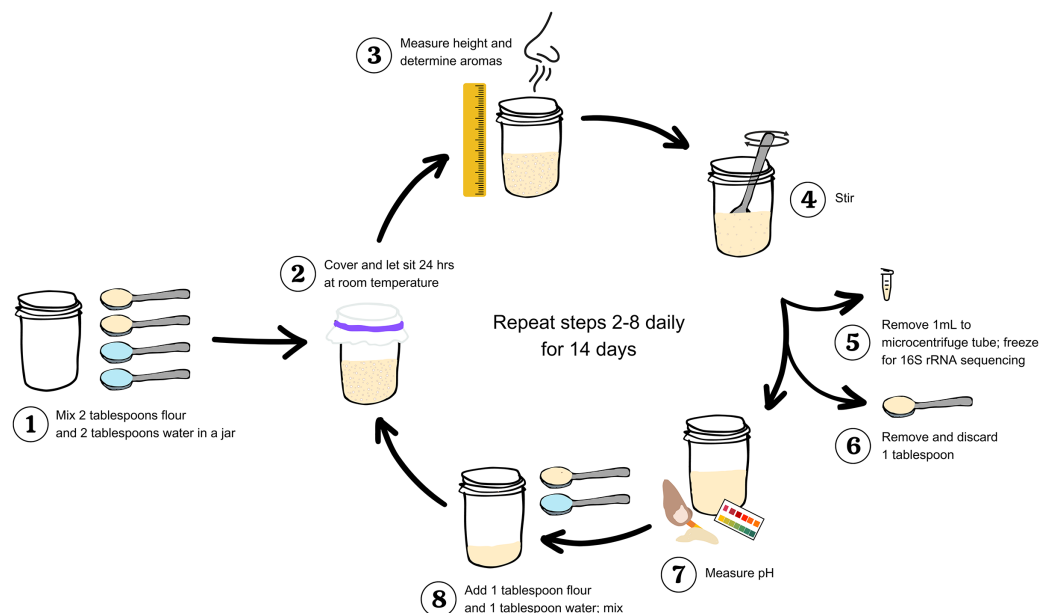 3
Measure height and
determine aromas
4
Stir
2
Cover and let sit 24 hrs
at room temperature
Repeat steps 2-8 daily
for 14 days
5
Remove 1mL to
microcentrifuge tube; freeze
for 16S rRNA sequencing
1
Mix 2 tablespoons flour
and 2 tablespoons water in a jar
6
Remove and discard
1 tablespoon
7
Measure pH
8
Add 1 tablespoon flour
and 1 tablespoon water; mix